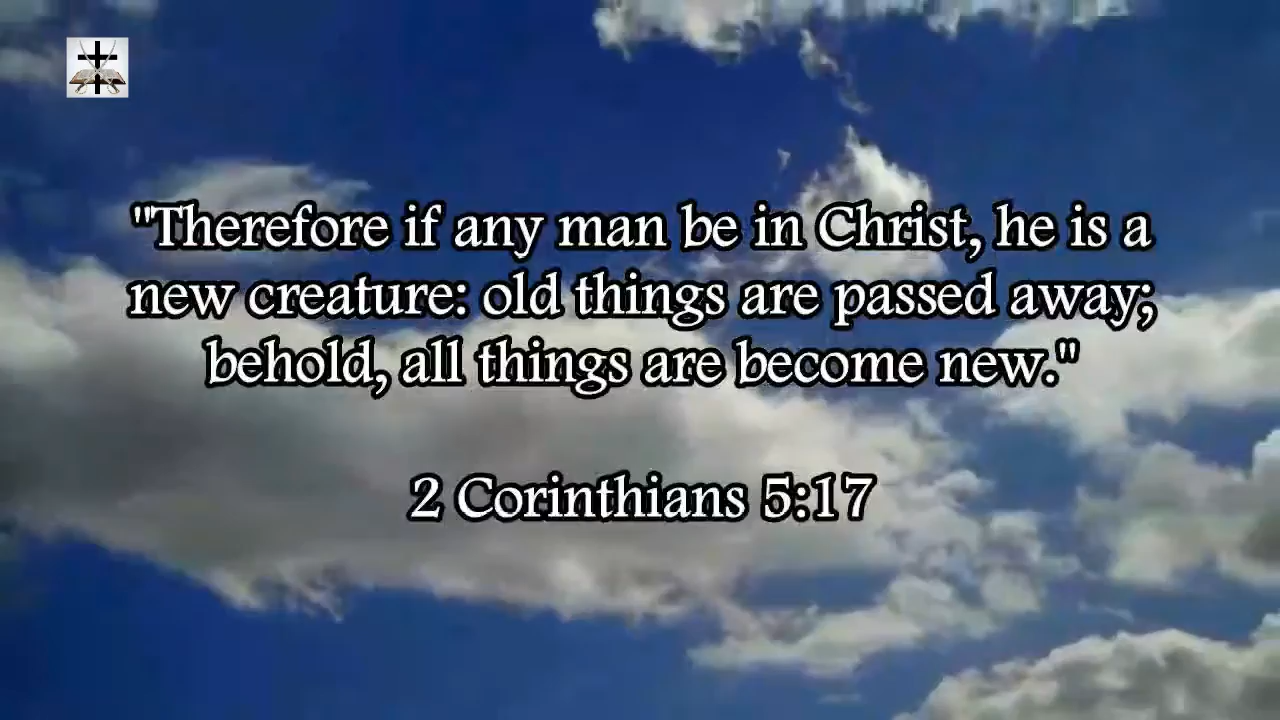 "Therefore if any man be in Christ, he is a
new creature: old things are passed away;
behold, all things are become new."
2 Corinthians 5:17